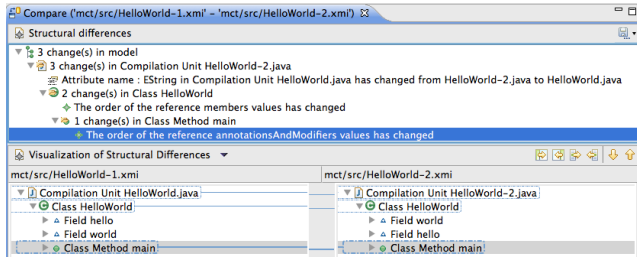 Compare ('mct/src/HelloWorld-1.xmi' - 'mct/src/HelloWorld-2.xmi')
Structural differences
3 change(s) in model
3 change(s) in Compilation Unit HelloWorld-2.java
Attribute name : EString in Compilation Unit HelloWorld.java has changed from HelloWorld-2.java to HelloWorld.java
2 change(s) in Class HelloWorld
The order of the reference members values has changed
1 change(s) in Class Method main
The order of the reference annotationsAndModifiers values has changed
Visualization of Structural Differences
mct/src/HelloWorld-1.xmi
Compilation Unit HelloWorld.java
Class HelloWorld
Field hello
Field world
Class Method main
mct/src/HelloWorld-2.xmi
Compilation Unit HelloWorld-2.java
Class HelloWorld
Field world
Field hello
Class Method main